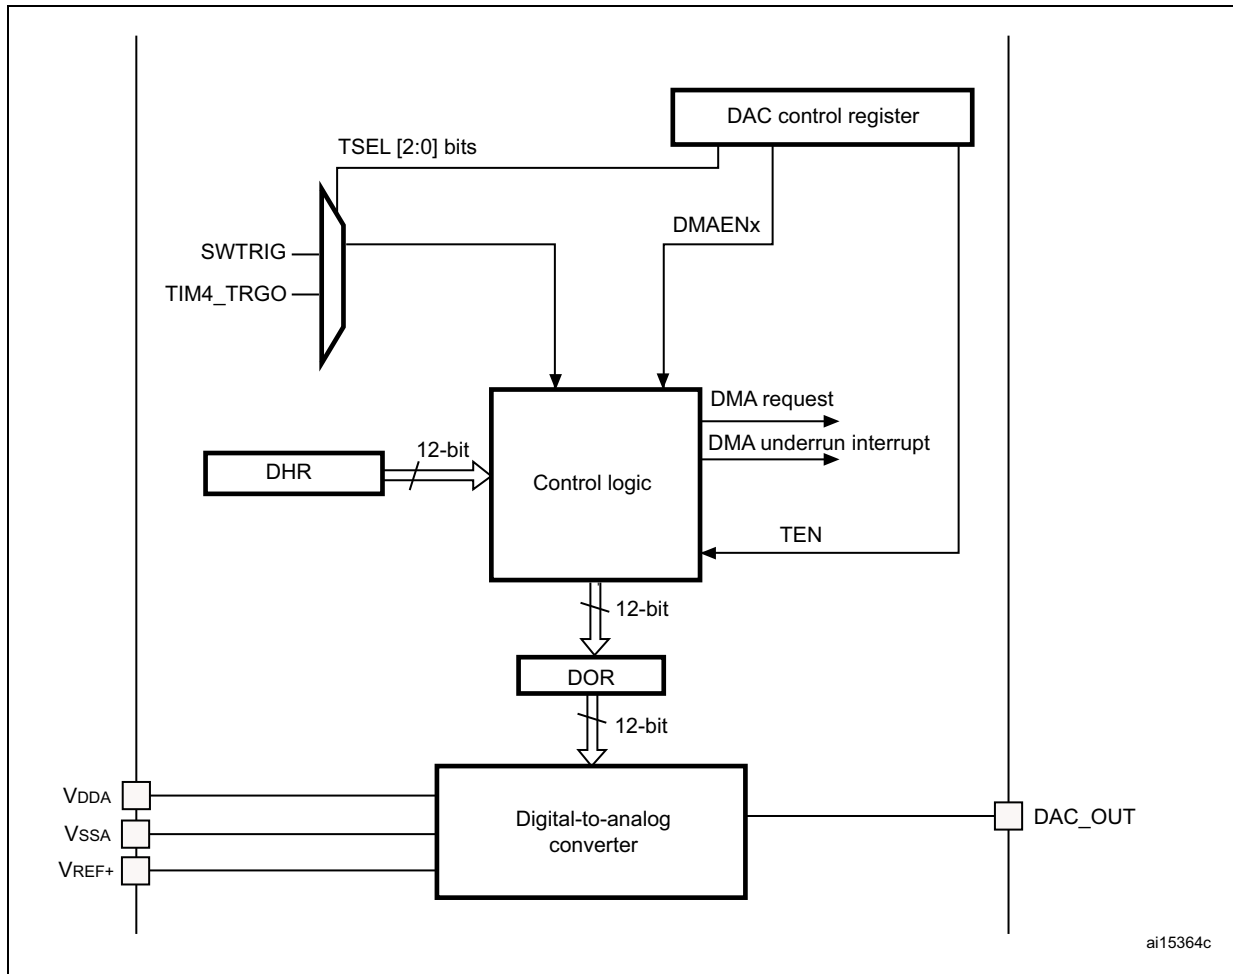 DAC control register
TSEL [2:0] bits
DMAENx
SWTRIG
TIM4_TRGO
DMA request
DMA underrun interrupt
12-bit
DHR
Control logic
TEN
12-bit
DOR
12-bit
VDDA
VSSA
VREF+
Digital-to-analog
converter
DAC_OUT
ai15364c